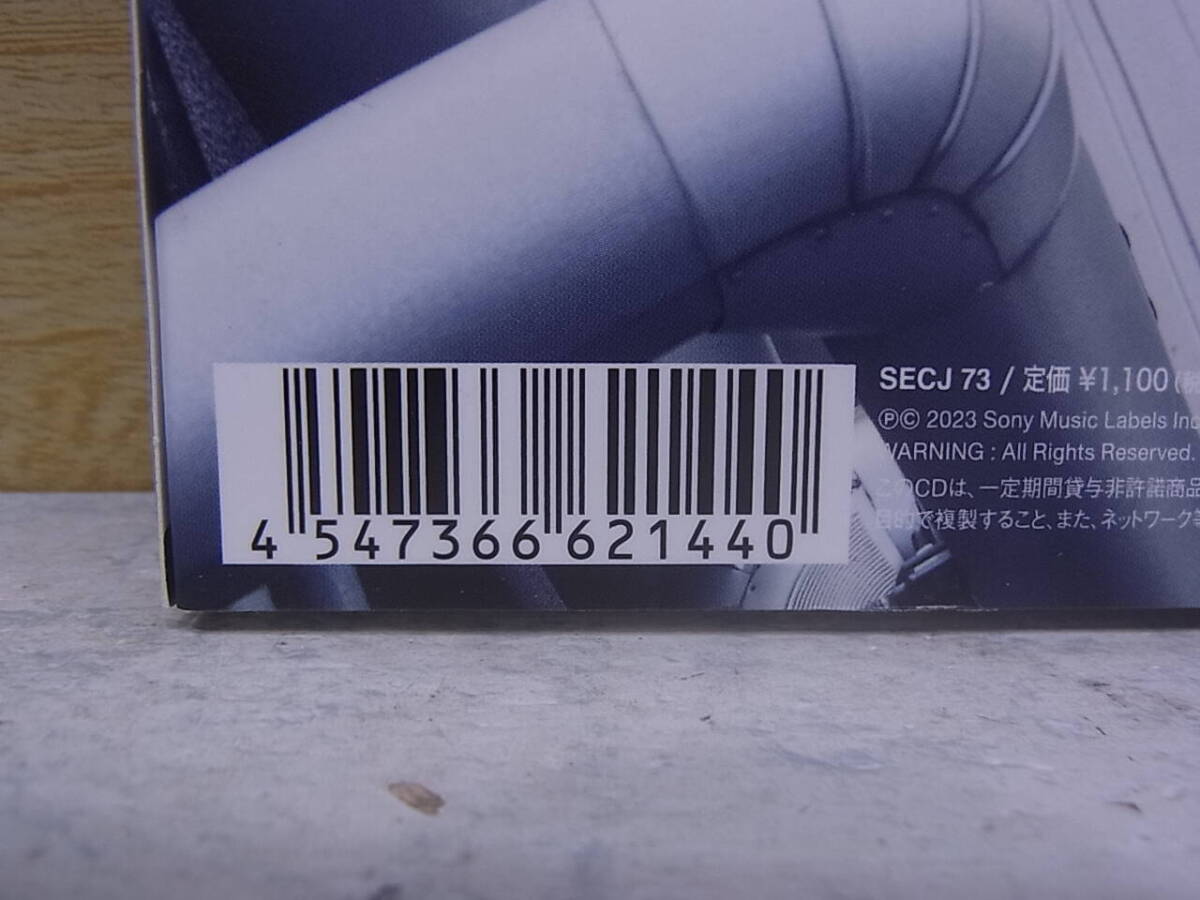 4 547366 621440
SECJ 73 / 定価 ¥1,100
ⓅⒸ 2023 Sony Music Labels Inc
WARNING : All Rights Reserved.
このCDは、一定期間貸与非許諾商品
目的で複製すること、また、ネットワーク